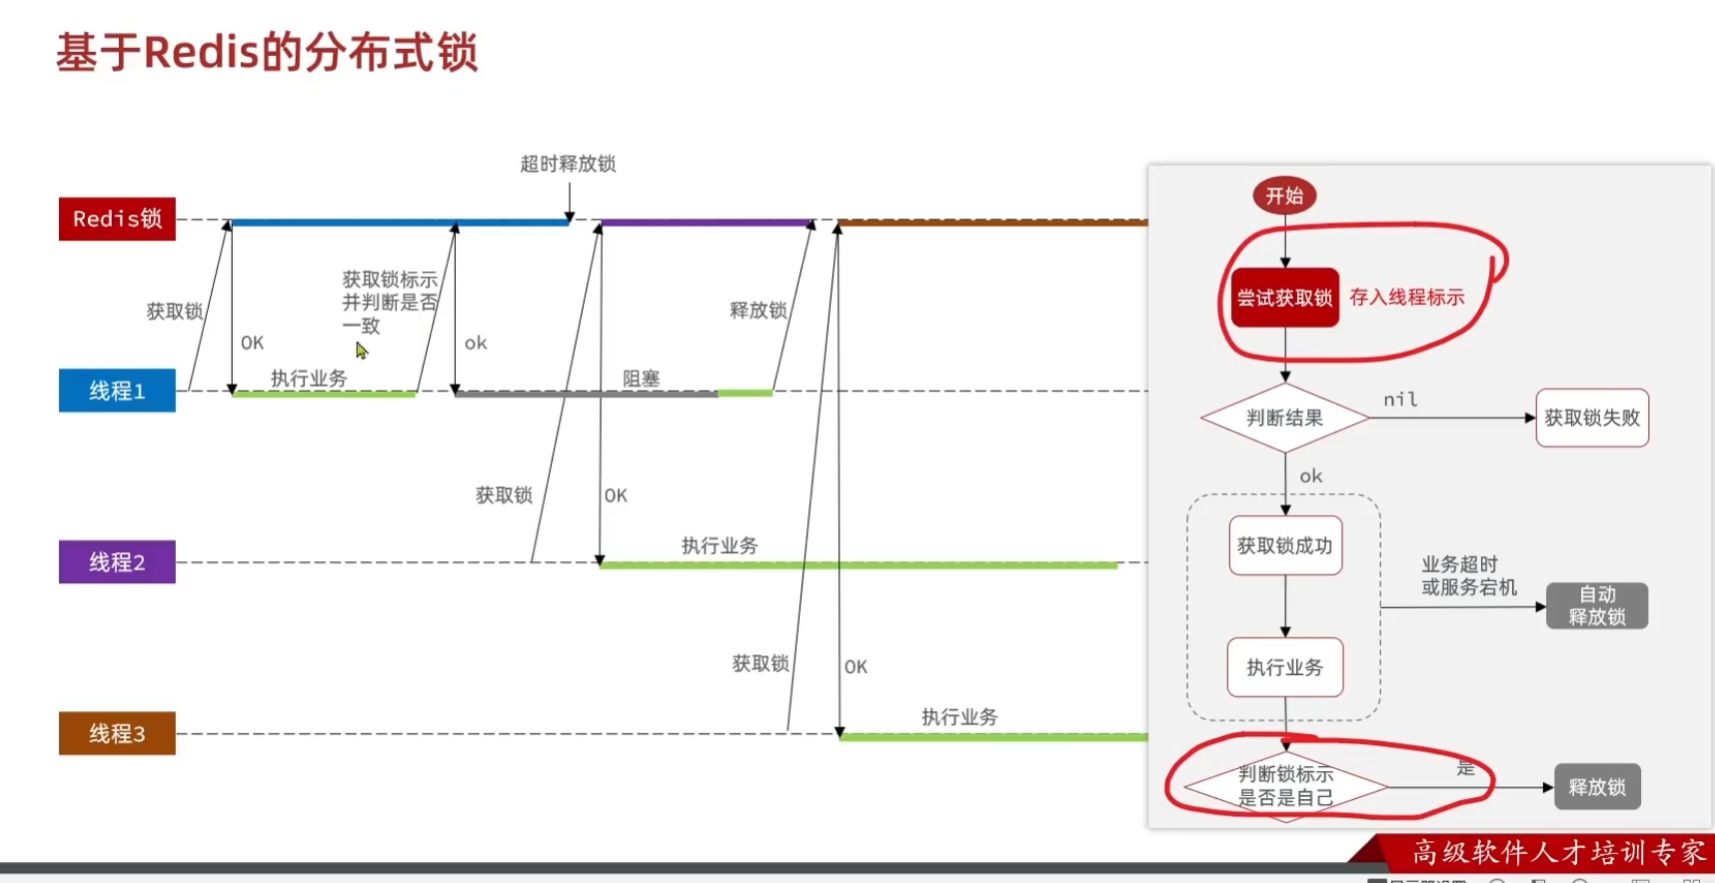 基于Redis的分布式锁
超时释放锁
Redis锁
获取锁
OK
获取锁标示
并判断是否
一致
ok
释放锁
线程1
执行业务
阻塞
获取锁
OK
线程2
执行业务
获取锁
OK
线程3
执行业务
开始
尝试获取锁
存入线程标示
判断结果
nil
获取锁失败
ok
获取锁成功
业务超时
或服务宕机
自动
释放锁
执行业务
判断锁标示
是否是自己
是
释放锁
高级软件人才培训专家